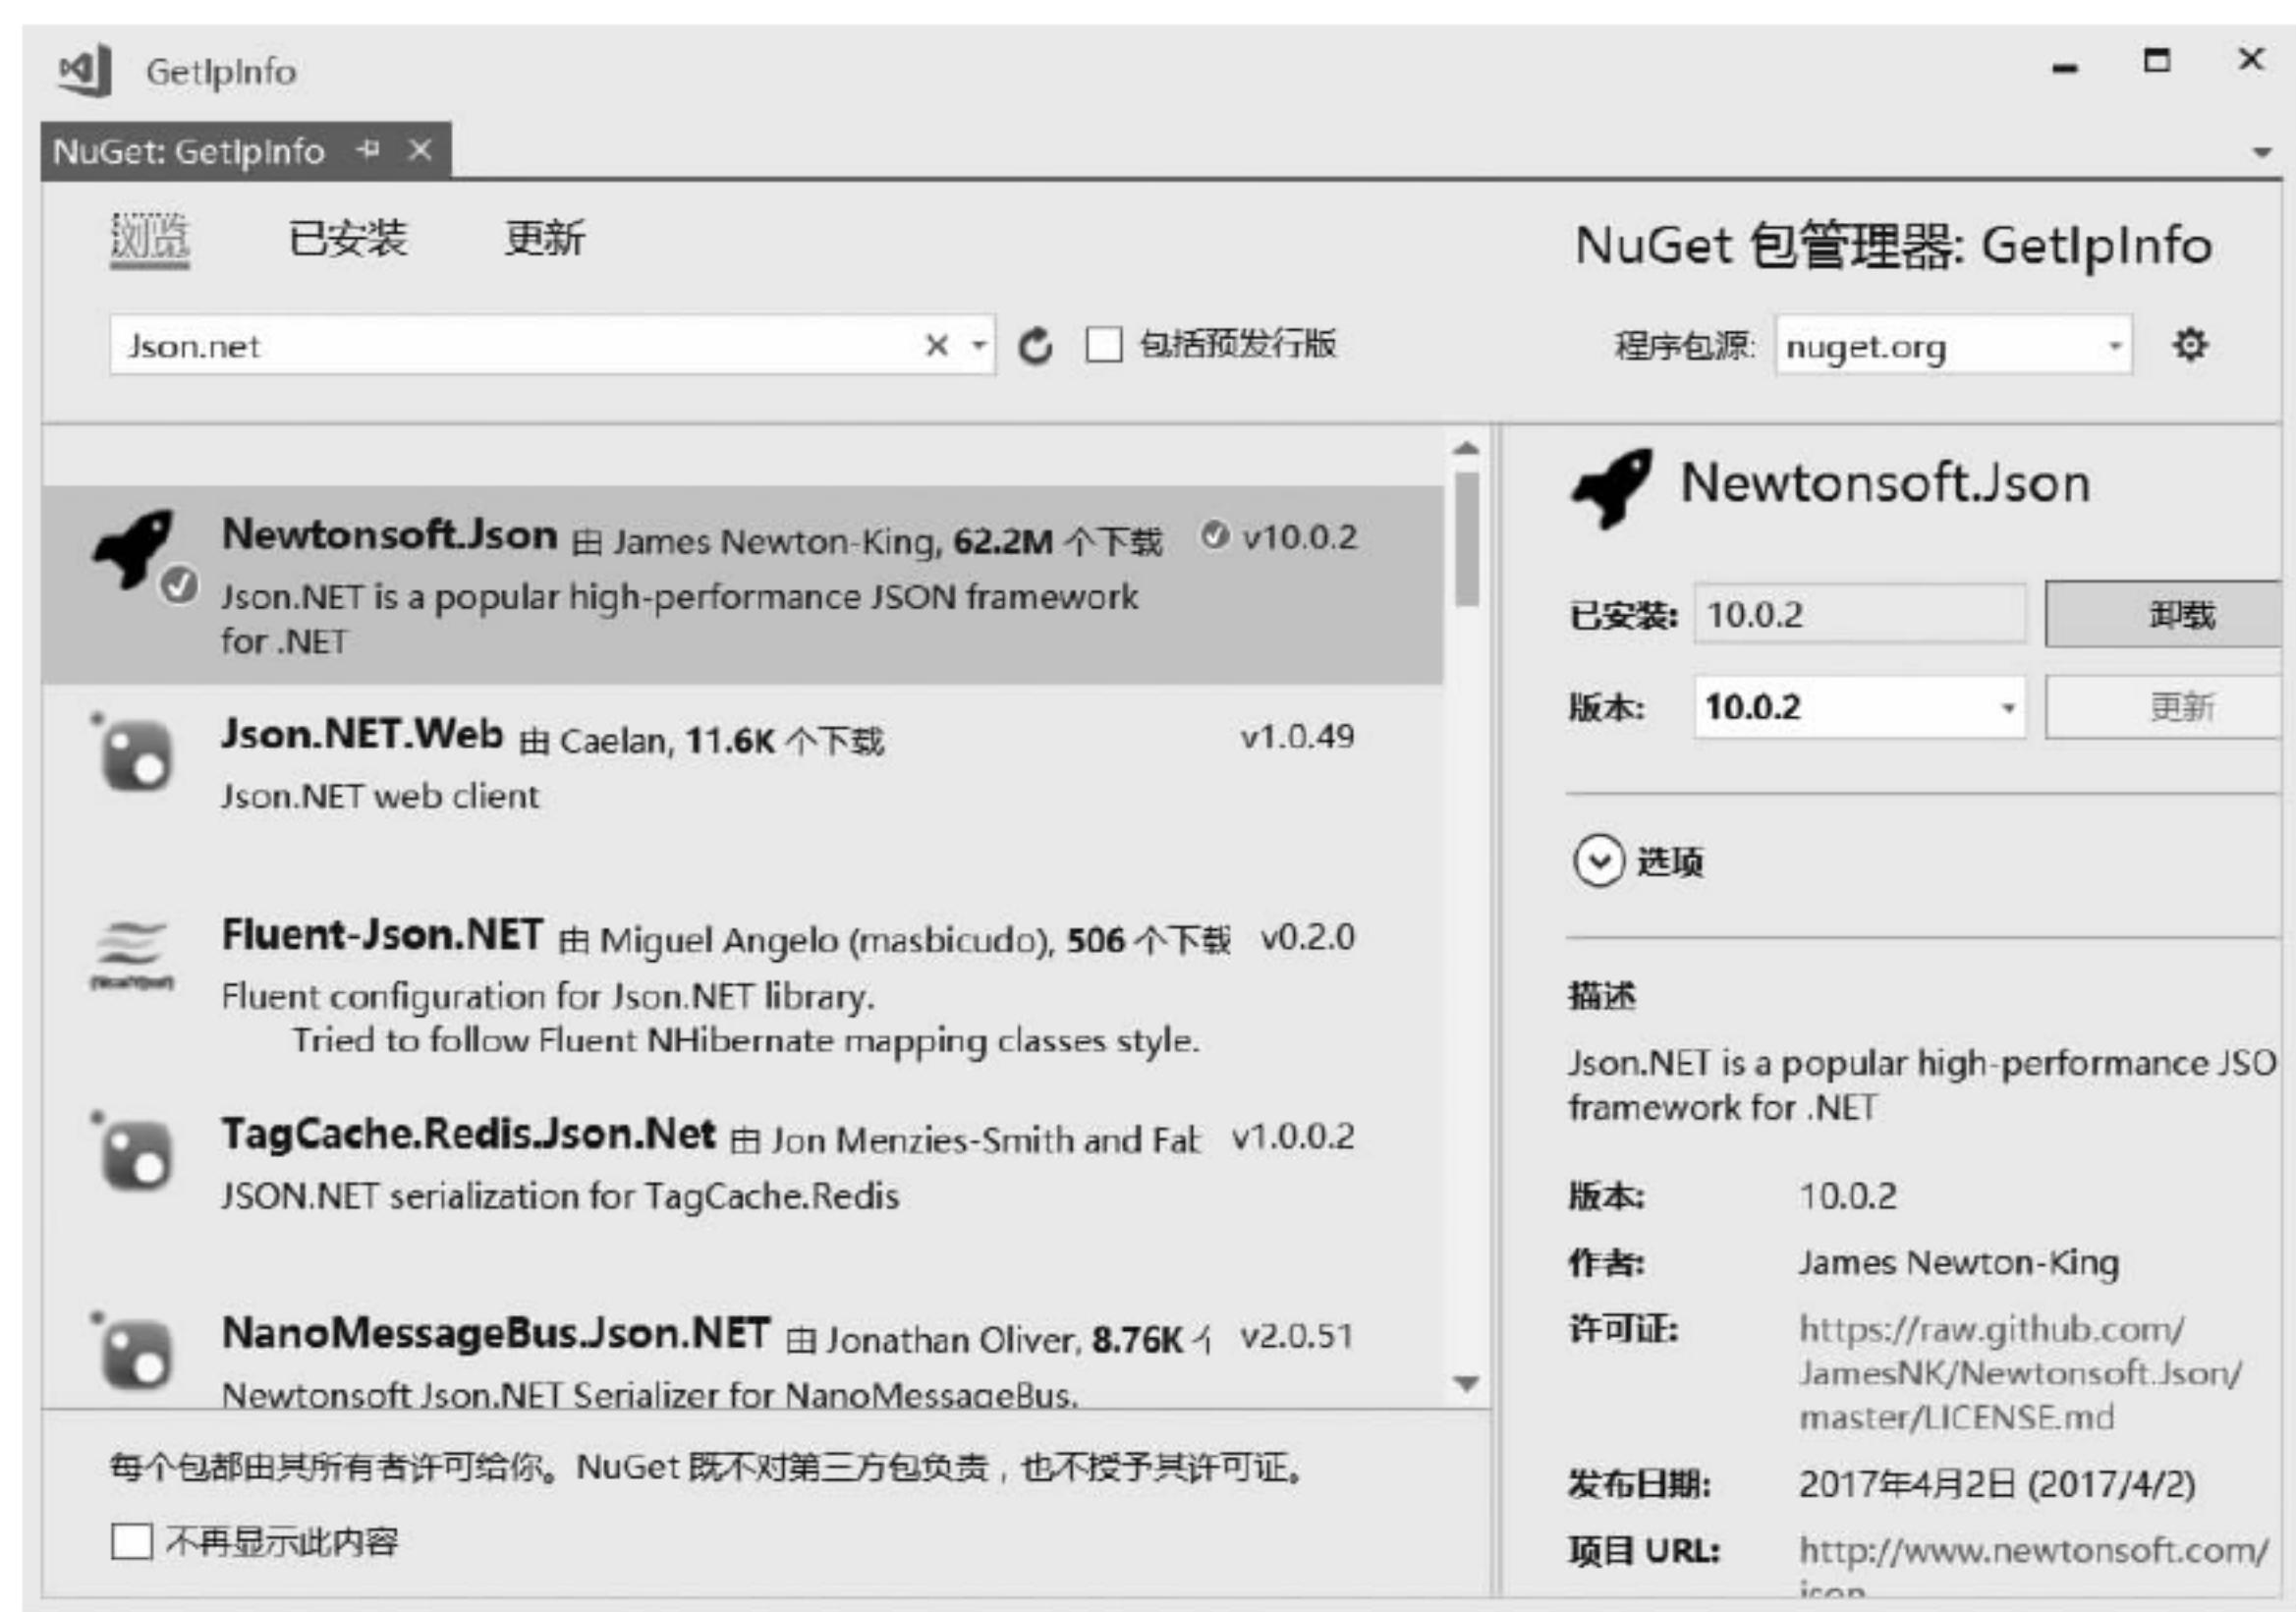 GetIpInfo
NuGet: GetIpInfo
浏览 已安装 更新
NuGet 包管理器: GetIpInfo
Json.net
包括预发行版
程序包源: nuget.org
Newtonsoft.Json 由 James Newton-King, 62.2M 个下载 v10.0.2
Json.NET is a popular high-performance JSON framework
for .NET
Json.NET.Web 由 Caelan, 11.6K 个下载 v1.0.49
Json.NET web client
Fluent-Json.NET 由 Miguel Angelo (masbicudo), 506 个下载 v0.2.0
Fluent configuration for Json.NET library.
Tried to follow Fluent NHibernate mapping classes style.
TagCache.Redis.Json.Net 由 Jon Menzies-Smith and v1.0.0.2
JSON.NET serialization for TagCache.Redis
NanoMessageBus.Json.NET 由 Jonathan Oliver, 8.76K v2.0.51
Newtonsoft Json.NET Serializer for NanoMessageBus.
每个包都由其所有者许可给你。NuGet 既不对第三方包负责，也不授予其许可证。
不再显示此内容
Newtonsoft.Json
已安装: 10.0.2 卸载
版本: 10.0.2 更新
选项
描述
Json.NET is a popular high-performance JSO
framework for .NET
版本: 10.0.2
作者: James Newton-King
许可证: https://raw.github.com/
JamesNK/Newtonsoft.Json/
master/LICENSE.md
发布日期: 2017年4月2日 (2017/4/2)
项目 URL: http://www.newtonsoft.com/
json